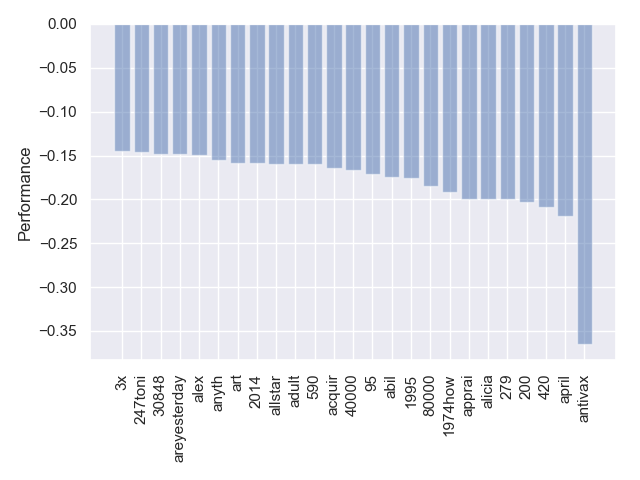 0.00
−0.05
−0.10
−0.15
−0.20
−0.25
−0.30
−0.35
Performance
3x
247toni
30848
areyesterday
alex
anyth
art
2014
allstar
adult
590
acquir
40000
95
abil
1995
80000
1974how
apprai
alicia
279
200
420
april
antivax